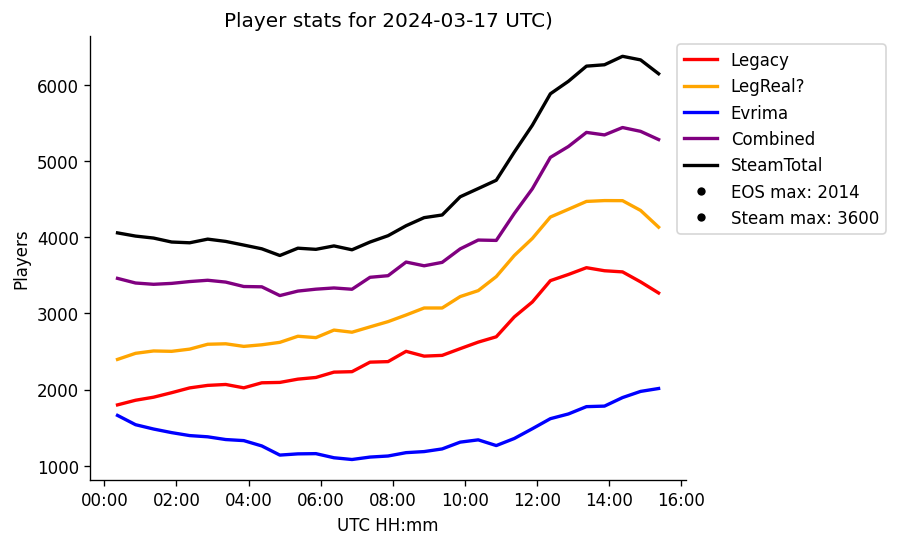 Player stats for 2024-03-17 UTC)
Legacy
LegReal?
Evrima
Combined
SteamTotal
EOS max: 2014
Steam max: 3600
Players
6000
5000
4000
3000
2000
1000
00:00 02:00 04:00 06:00 08:00 10:00 12:00 14:00 16:00
UTC HH:mm